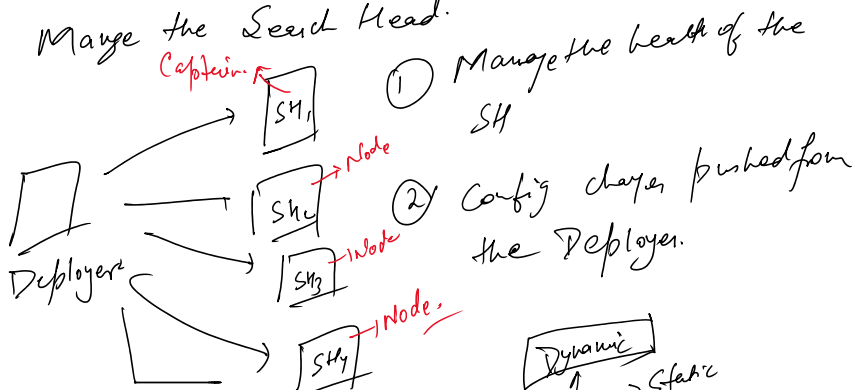 Mange the Search Head.
Captain.
SH1
① Manage the health of the
SH
Node
SH2
② Config changes pushed from
the Deployer.
Node
SH3
Deployer
Node.
SH4
Dynamic
Static